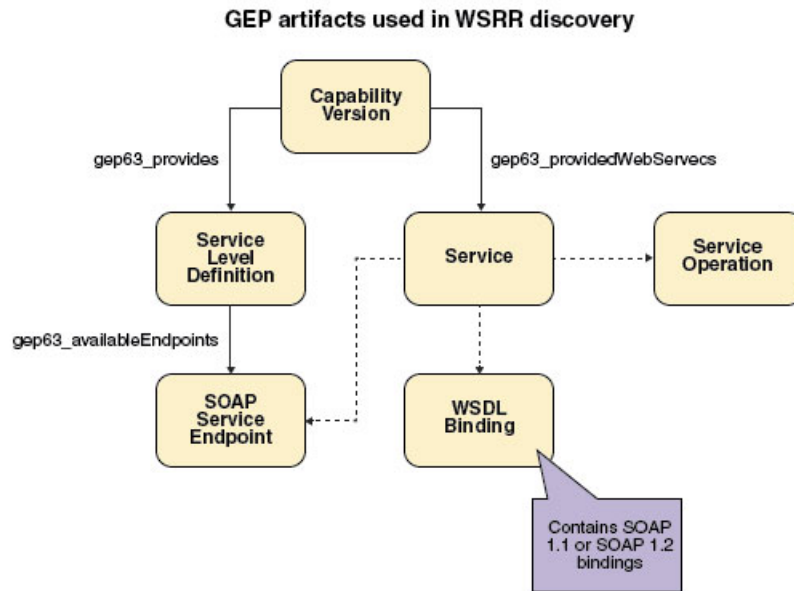 GEP artifacts used in WSRR discovery
Capability
Version
gep63_provides
gep63_providedWebServecs
Service
Level
Definition
Service
Service
Operation
gep63_availableEndpoints
SOAP
Service
Endpoint
WSDL
Binding
Contains SOAP
1.1 or SOAP 1.2
bindings